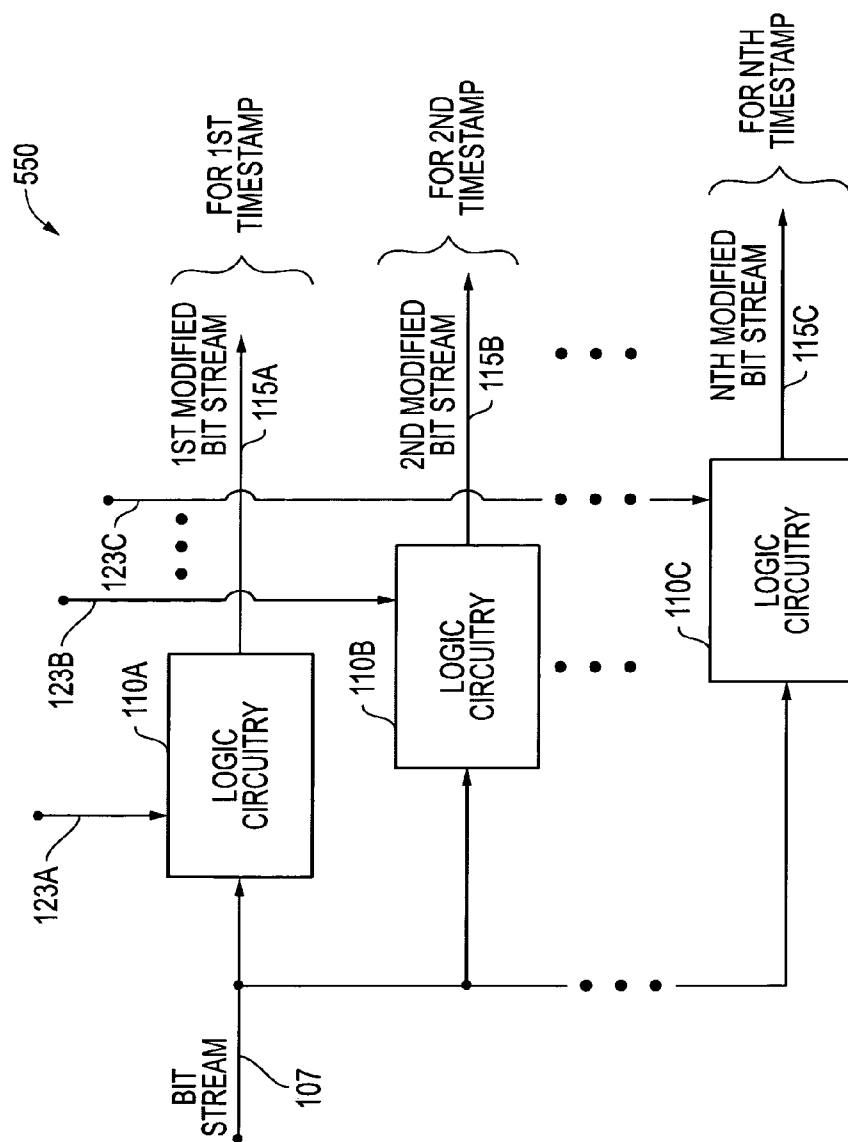 550
FOR 1ST
TIMESTAMP
1ST MODIFIED
BIT STREAM
115A
123A
110A
LOGIC
CIRCUITRY
BIT
STREAM
107
123B
123C
FOR 2ND
TIMESTAMP
2ND MODIFIED
BIT STREAM
115B
110B
LOGIC
CIRCUITRY
FOR NTH
TIMESTAMP
NTH MODIFIED
BIT STREAM
115C
110C
LOGIC
CIRCUITRY